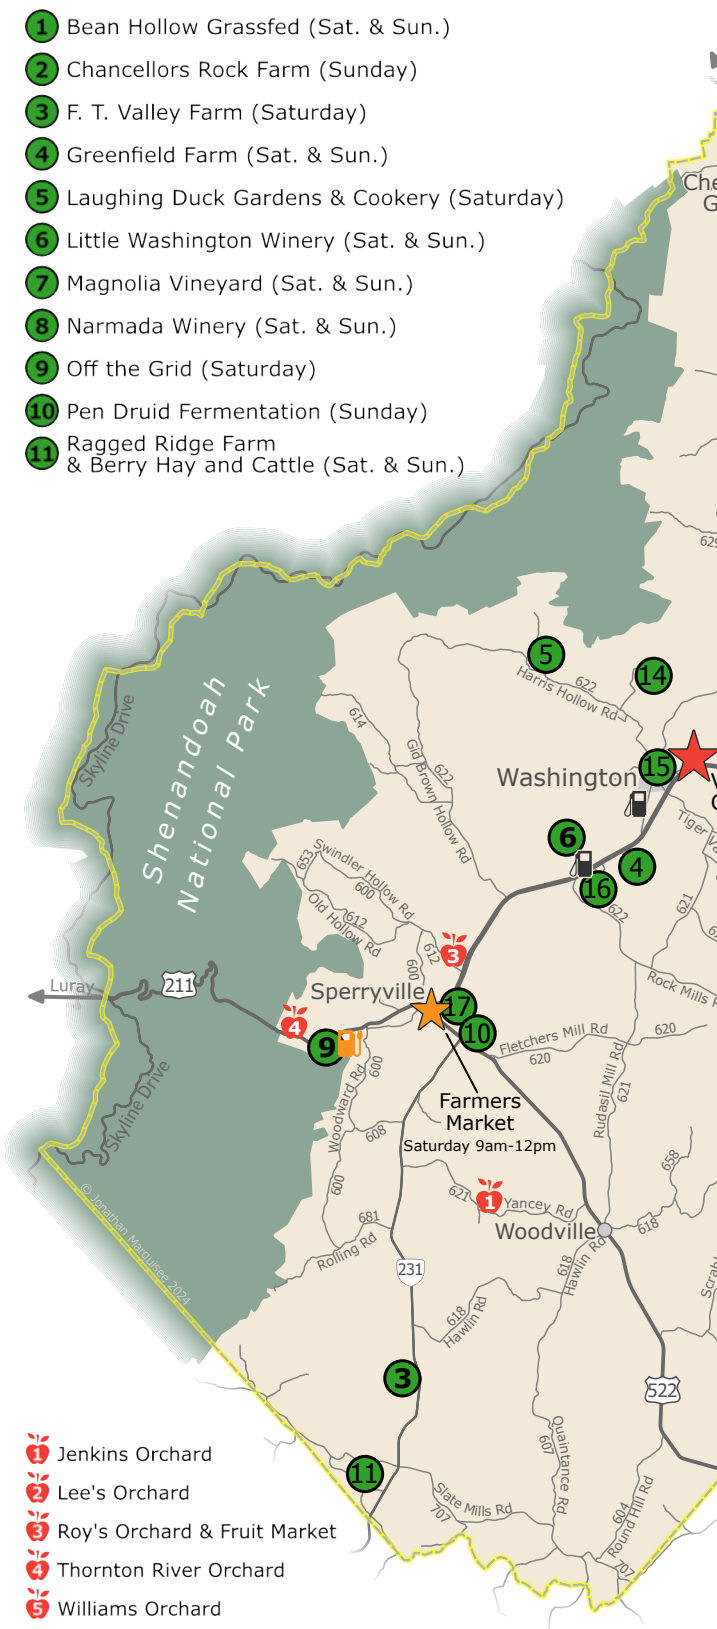 1 Bean Hollow Grassfed (Sat. & Sun.)
2 Chancellors Rock Farm (Sunday)
3 F. T. Valley Farm (Saturday)
4 Greenfield Farm (Sat. & Sun.)
5 Laughing Duck Gardens & Cookery (Saturday)
6 Little Washington Winery (Sat. & Sun.)
7 Magnolia Vineyard (Sat. & Sun.)
8 Narmada Winery (Sat. & Sun.)
9 Off the Grid (Saturday)
10 Pen Druid Fermentation (Sunday)
11 Ragged Ridge Farm
& Berry Hay and Cattle (Sat. & Sun.)
629
5
14
622
Harris Hollow Rd
Shenandoah
National Park
Skyline Drive
614
Gid Brown Hollow Rd
622
15
Washington
6
4
16
622
621
653
Swindler Hollow Rd
600
612
Old Hollow Rd
612
600
3
Luray
211
Sperryville
17
10
4
9
Fletchers Mill Rd
620
620
Rudasil Mill Rd
621
Farmers
Market
Saturday 9am-12pm
Woodward Rd
600
608
600
Skyline Drive
© Jonathan Marquisee 2024
621
1
Yancey Rd
658
618
Woodville
681
Rolling Rd
231
618
Hawlin Rd
618
Hawlin Rd
3
522
11
Slate Mills Rd
707
Quaintance Rd
607
604
Round Hill Rd
707
1 Jenkins Orchard
2 Lee's Orchard
3 Roy's Orchard & Fruit Market
4 Thornton River Orchard
5 Williams Orchard